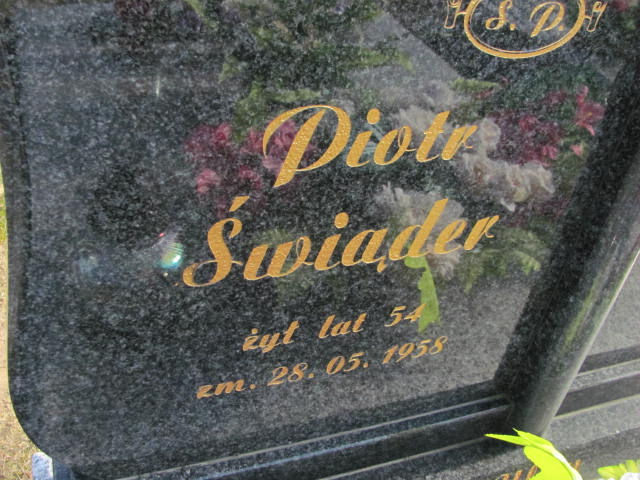 Ś. P.
Piotr
Świąder
żył lat 54
zm. 28.05.1958